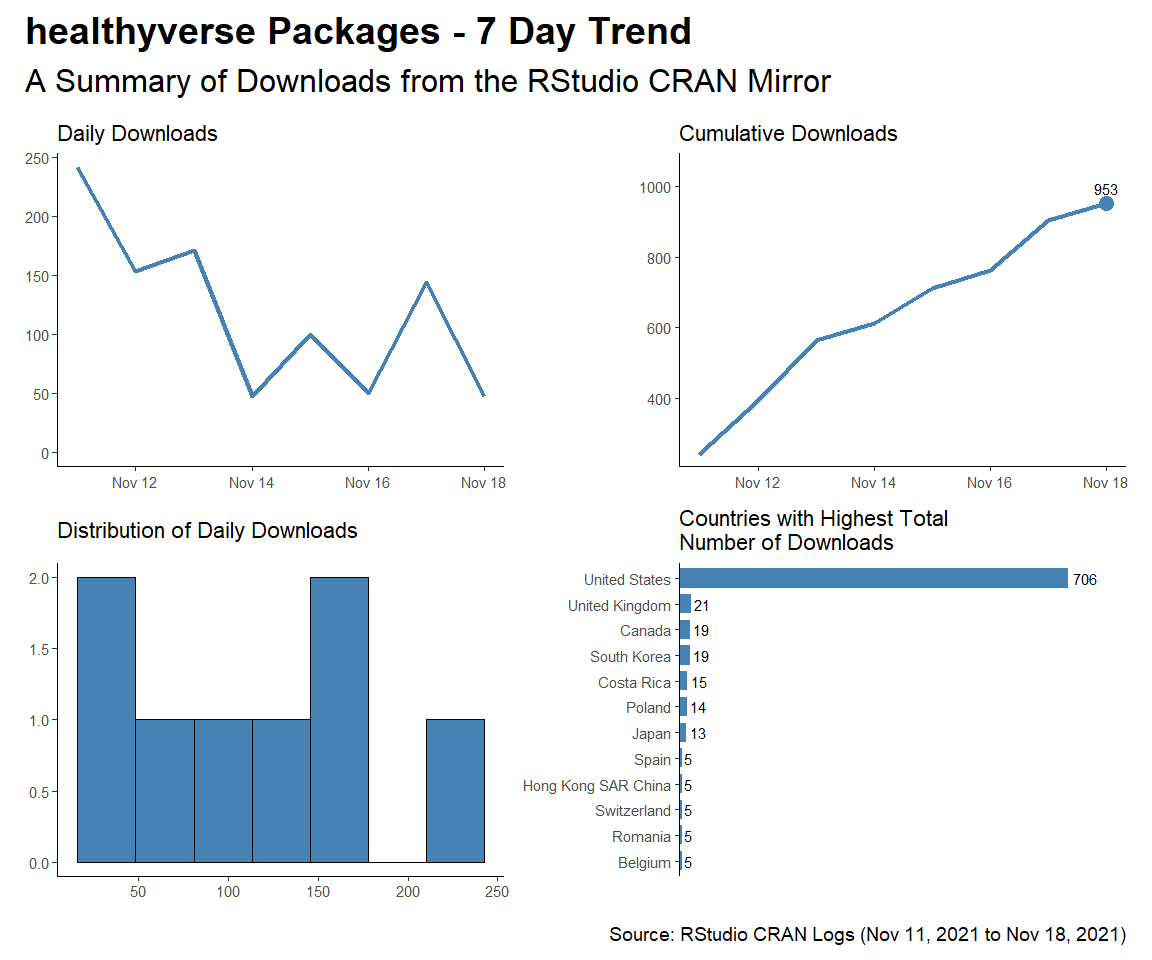 healthyverse Packages - 7 Day Trend
A Summary of Downloads from the RStudio CRAN Mirror
Daily Downloads
250
200
150
100
50
0
Nov 12 Nov 14 Nov 16 Nov 18
Cumulative Downloads
1000
800
600
400
953
Nov 12 Nov 14 Nov 16 Nov 18
Distribution of Daily Downloads
2.0
1.5
1.0
0.5
0.0
50 100 150 200 250
Countries with Highest Total
Number of Downloads
United States 706
United Kingdom 21
Canada 19
South Korea 19
Costa Rica 15
Poland 14
Japan 13
Spain 5
Hong Kong SAR China 5
Switzerland 5
Romania 5
Belgium 5
Source: RStudio CRAN Logs (Nov 11, 2021 to Nov 18, 2021)